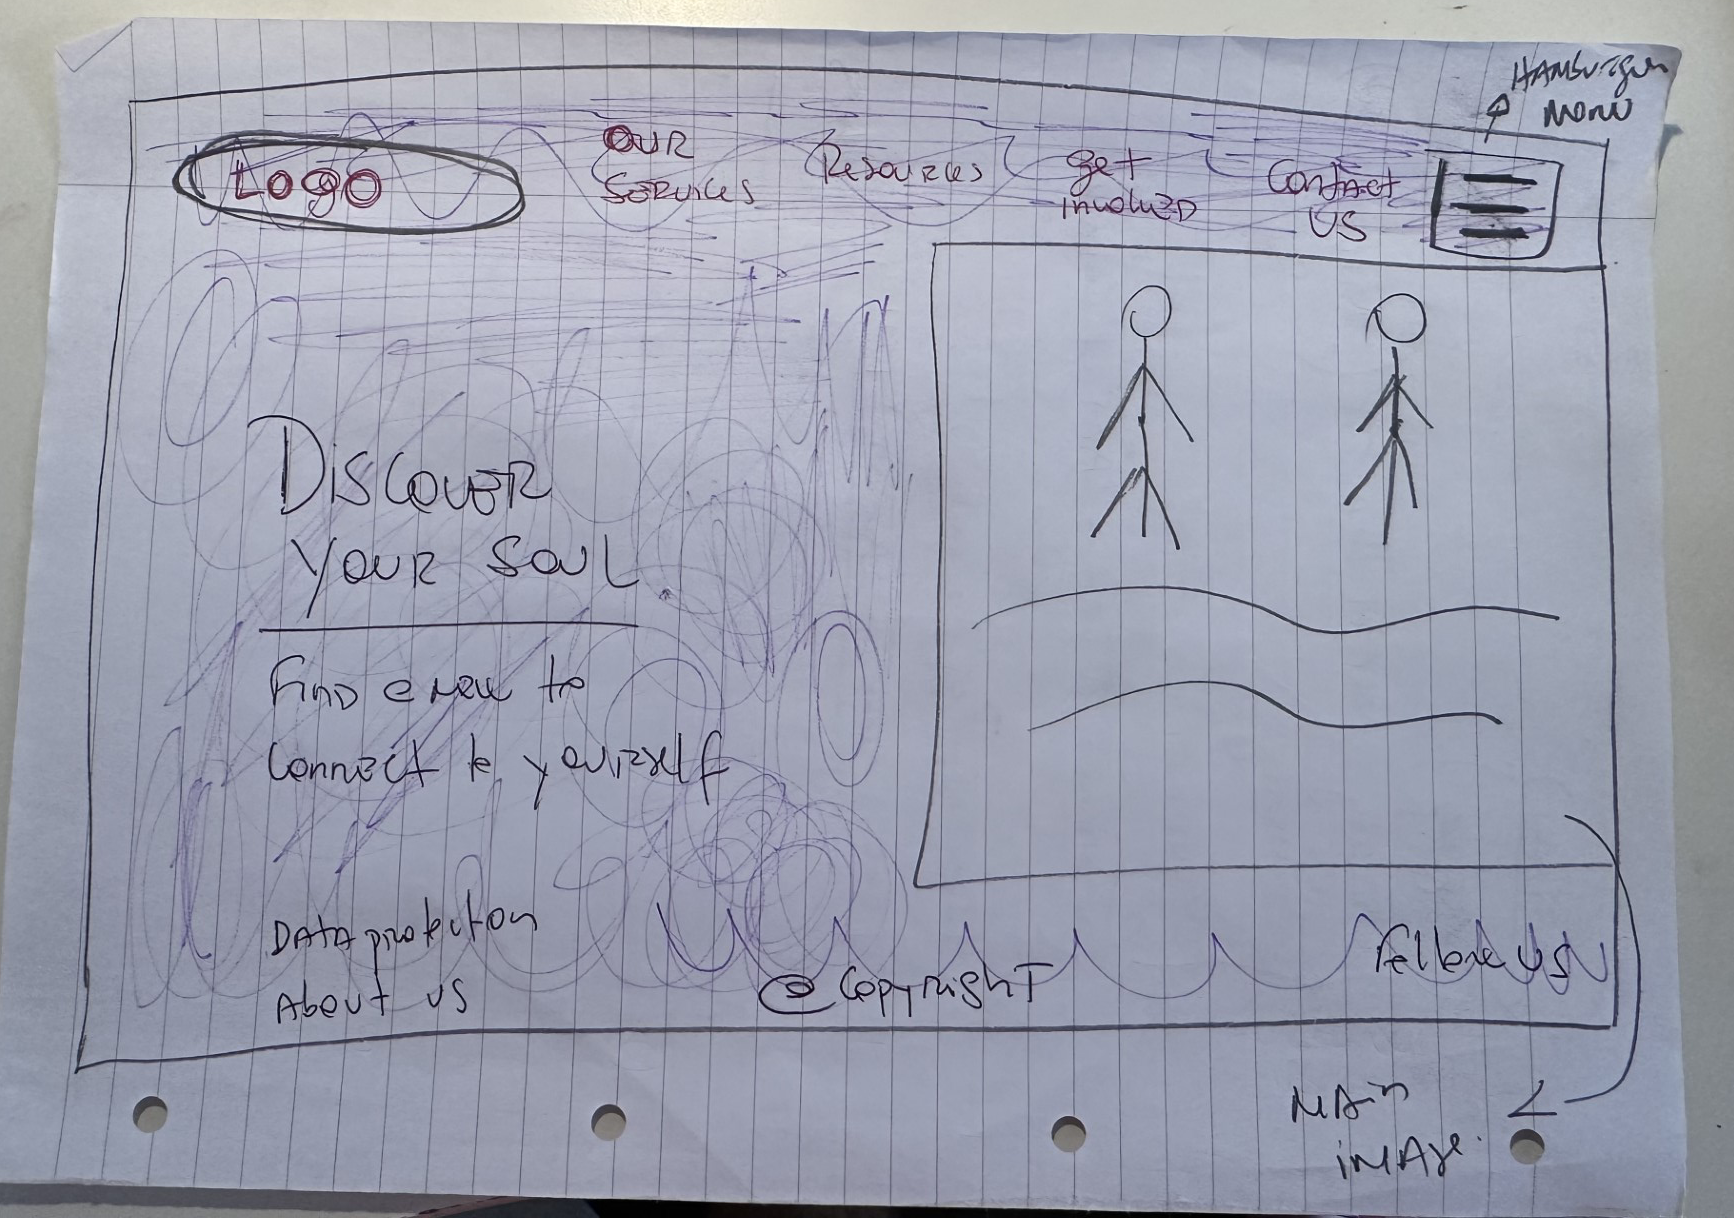 Hamburger
Menu
Logo
Our
Services
Resources
Get
involved
Contact
US
Discover
Your Soul.
Find a new to
Connect to yourself
Data protection
About us
© Copyright
Follow us
Main
image.